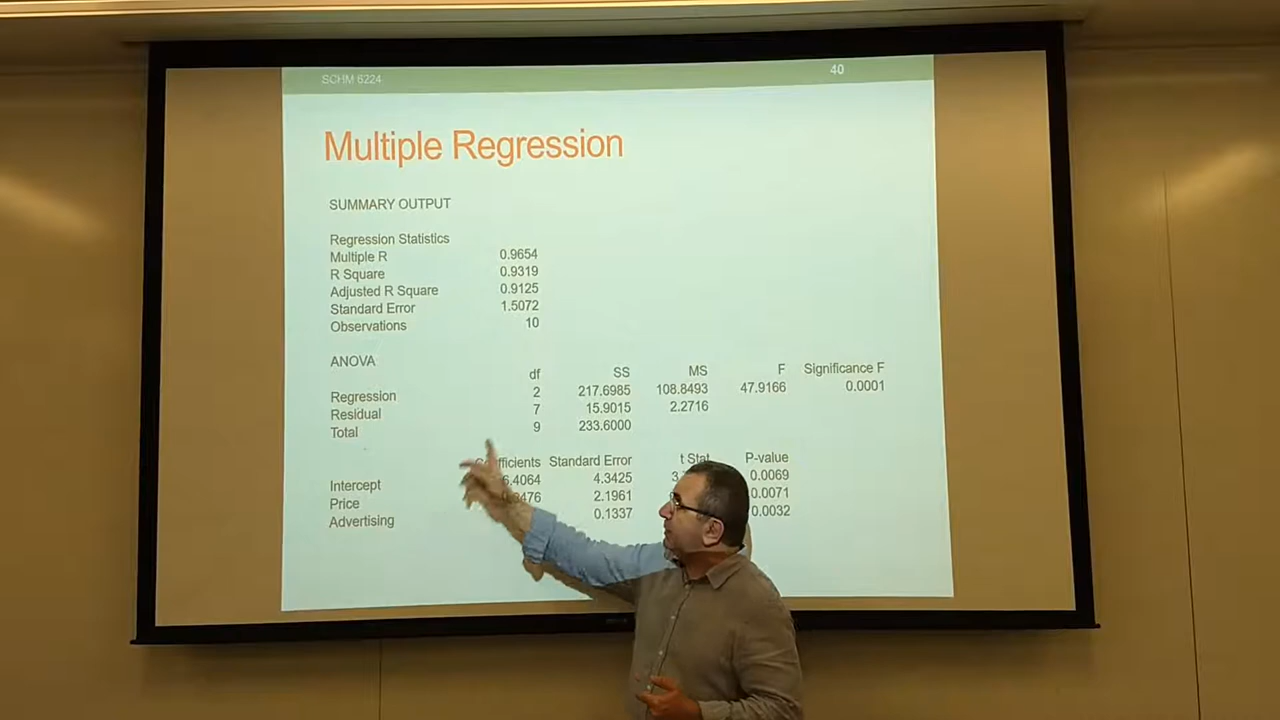 SCHM 6224 40
Multiple Regression
SUMMARY OUTPUT
Regression Statistics
Multiple R 0.9654
R Square 0.9319
Adjusted R Square 0.9125
Standard Error 1.5072
Observations 10
ANOVA
df SS MS F Significance F
Regression 2 217.6985 108.8493 47.9166 0.0001
Residual 7 15.9015 2.2716
Total 9 233.6000
Standard Error t Stat P-value
Intercept 4.3425 0.0069
Price 2.1961 0.0071
Advertising 0.1337 0.0032